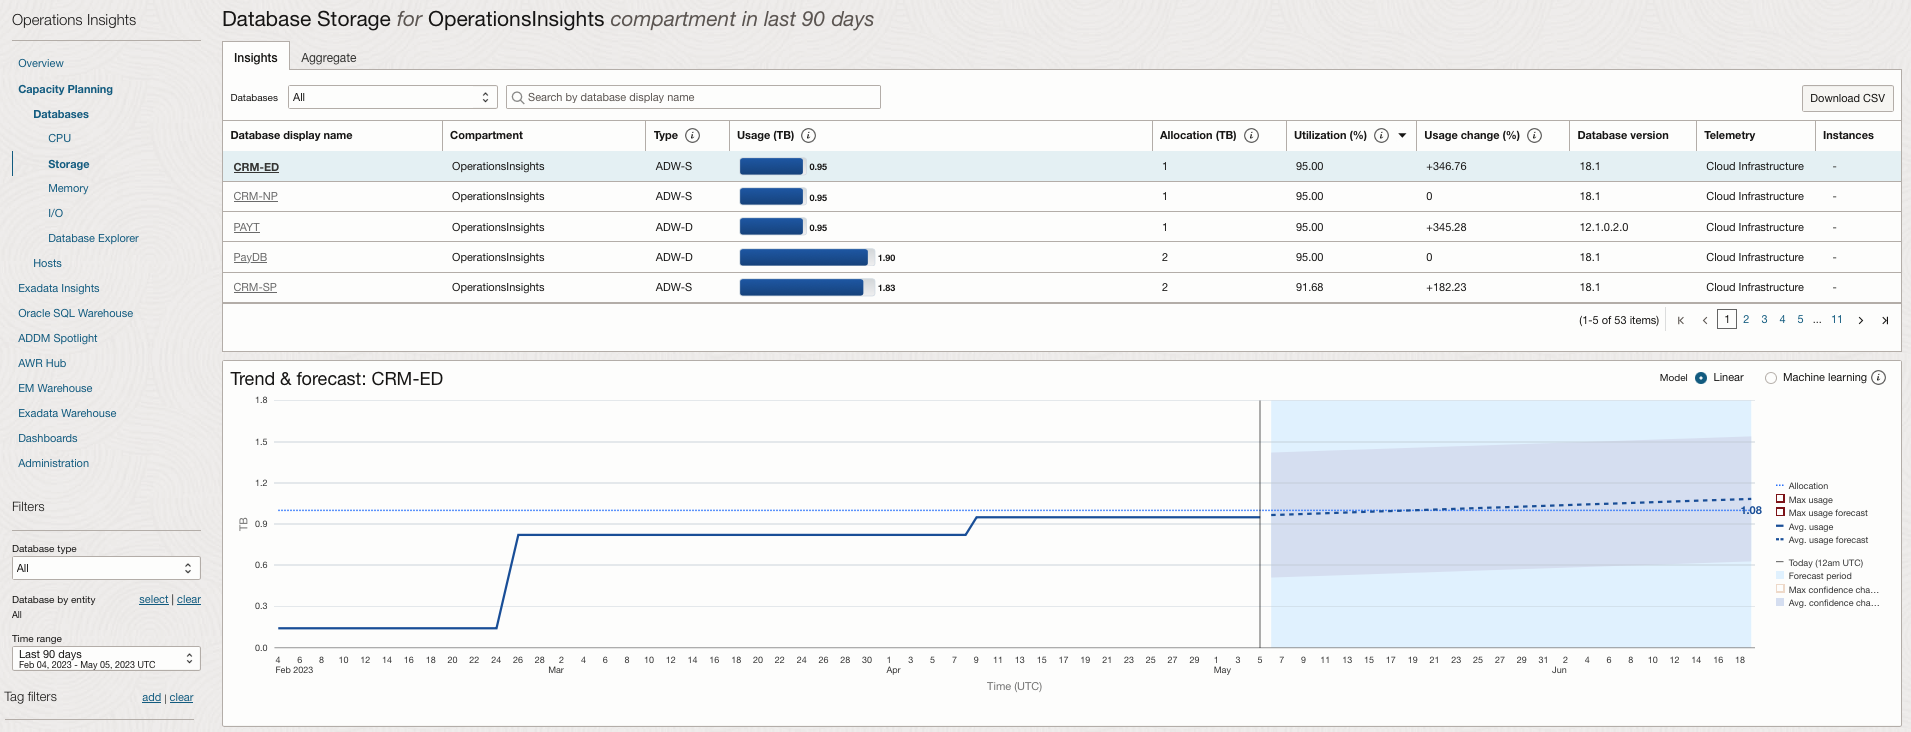 Operations Insights
Overview
Capacity Planning
Databases
CPU
Storage
Memory
I/O
Database Explorer
Hosts
Exadata Insights
Oracle SQL Warehouse
ADDM Spotlight
AWR Hub
EM Warehouse
Exadata Warehouse
Dashboards
Administration
Filters
Database type
All
Database by entity select | clear
All
Time range
Last 90 days
Feb 04, 2023 - May 05, 2023 UTC
Tag filters add | clear
Database Storage for OperationsInsights compartment in last 90 days
Insights Aggregate
Databases All Search by database display name Download CSV
Database display name Compartment Type Usage (TB) Allocation (TB) Utilization (%) Usage change (%) Database version Telemetry Instances
CRM-ED OperationsInsights ADW-S 0.95 1 95.00 +346.76 18.1 Cloud Infrastructure -
CRM-NP OperationsInsights ADW-S 0.95 1 95.00 0 18.1 Cloud Infrastructure -
PAYT OperationsInsights ADW-D 0.95 1 95.00 +345.28 12.1.0.2.0 Cloud Infrastructure -
PayDB OperationsInsights ADW-D 1.90 2 95.00 0 18.1 Cloud Infrastructure -
CRM-SP OperationsInsights ADW-S 1.83 2 91.68 +182.23 18.1 Cloud Infrastructure -
(1-5 of 53 items) 1 2 3 4 5 ... 11
Trend & forecast: CRM-ED
Model Linear Machine learning
1.8
1.5
1.2
0.9
0.6
0.3
0.0
TB
1.08
4 6 8 10 12 14 16 18 20 22 24 26 28 2 4 6 8 10 12 14 16 18 20 22 24 26 28 30 1 3 5 7 9 11 13 15 17 19 21 23 25 27 29 1 3 5 7 9 11 13 15 17 19 21 23 25 27 29 31 2 4 6 8 10 12 14 16 18
Feb 2023 Mar Apr May Jun
Time (UTC)
Allocation
Max usage
Max usage forecast
Avg. usage
Avg. usage forecast
Today (12am UTC)
Forecast period
Max confidence cha...
Avg. confidence cha...